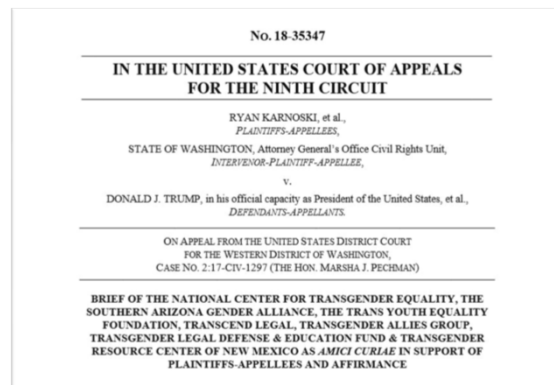 NO. 18-35347
IN THE UNITED STATES COURT OF APPEALS
FOR THE NINTH CIRCUIT
RYAN KARNOSKI, et al.,
PLAINTIFFS-APPELLEES,
STATE OF WASHINGTON, Attorney General's Office Civil Rights Unit,
INTERVENOR-PLAINTIFF-APPELLEE,
v.
DONALD J. TRUMP, in his official capacity as President of the United States, et al.,
DEFENDANTS-APPELLANTS.
ON APPEAL FROM THE UNITED STATES DISTRICT COURT
FOR THE WESTERN DISTRICT OF WASHINGTON,
CASE NO. 2:17-CIV-1297 (THE HON. MARSHA J. PECHMAN)
BRIEF OF THE NATIONAL CENTER FOR TRANSGENDER EQUALITY, THE
SOUTHERN ARIZONA GENDER ALLIANCE, THE TRANS YOUTH EQUALITY
FOUNDATION, TRANSCEND LEGAL, TRANSGENDER ALLIES GROUP,
TRANSGENDER LEGAL DEFENSE & EDUCATION FUND & TRANSGENDER
RESOURCE CENTER OF NEW MEXICO AS AMICI CURIAE IN SUPPORT OF
PLAINTIFFS-APPELLEES AND AFFIRMANCE